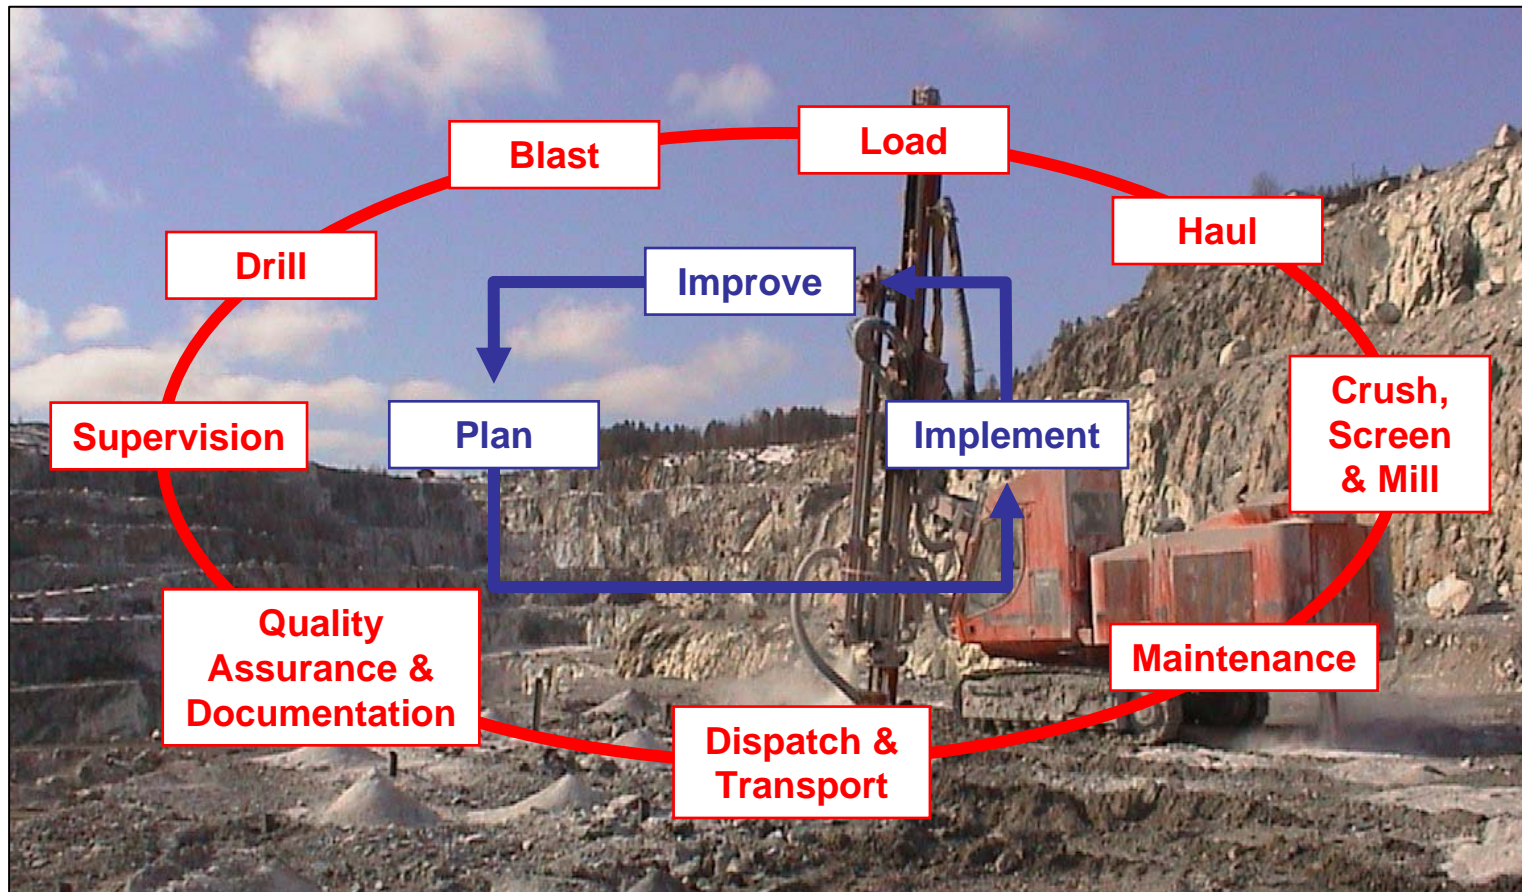 Load
Blast
Haul
Drill
Improve
Crush,
Screen
& Mill
Supervision
Plan
Implement
Quality
Assurance &
Documentation
Maintenance
Dispatch &
Transport